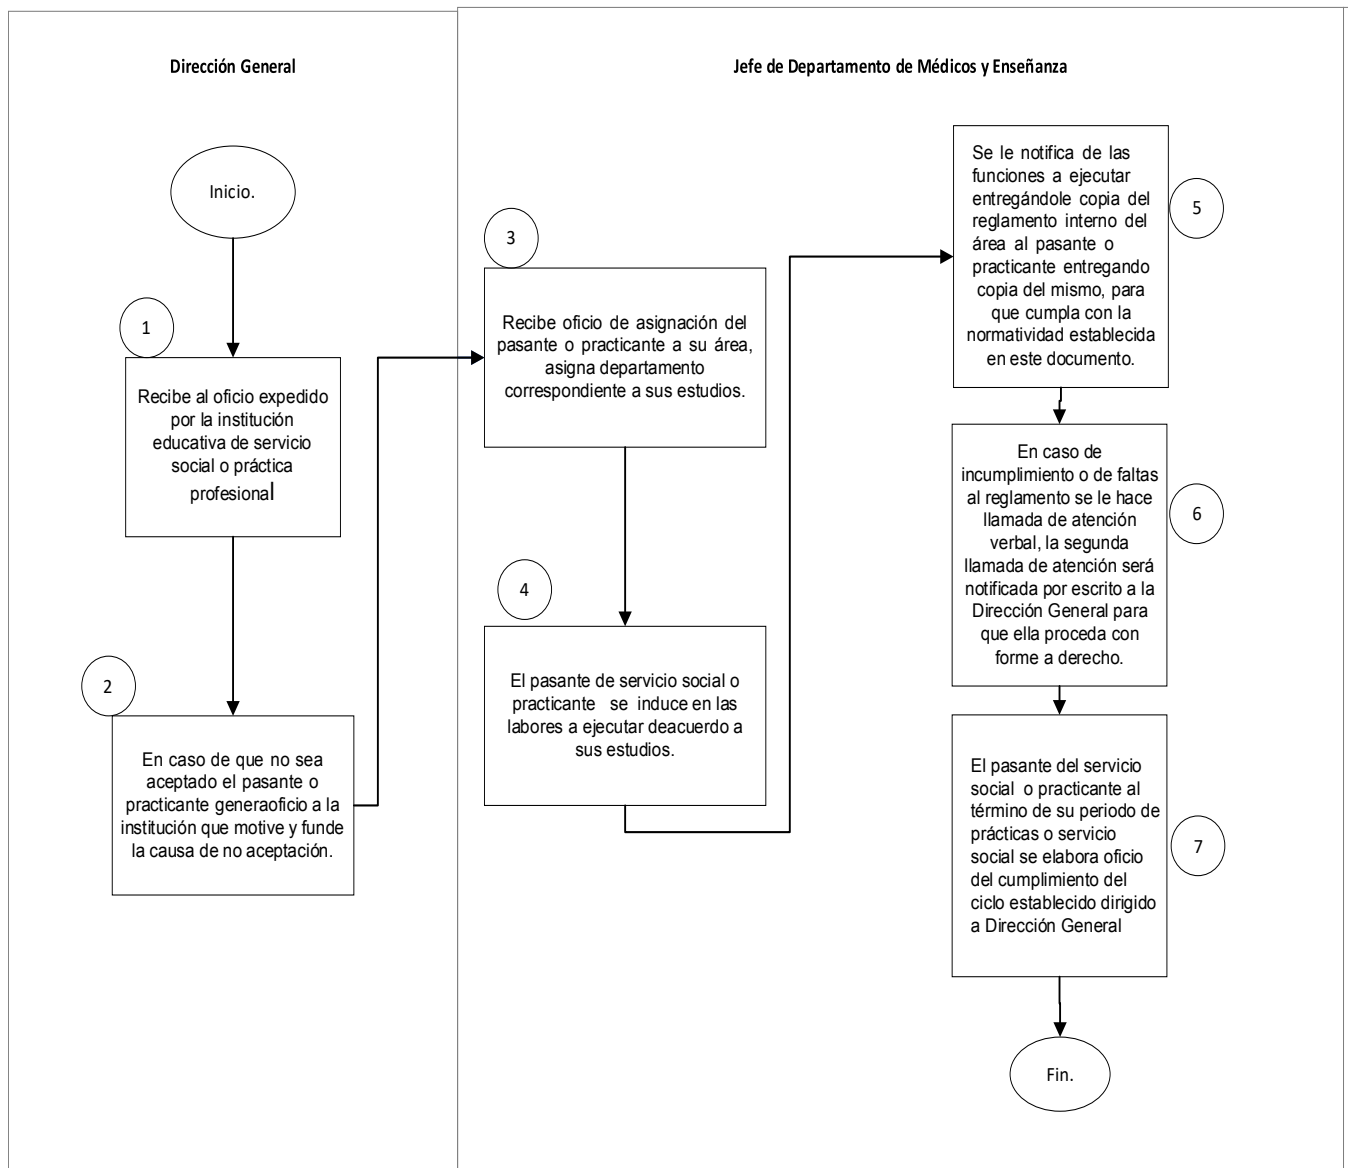 Dirección General
Inicio.
1
Recibe al oficio expedido
por la institución
educativa de servicio
social o práctica
profesional
2
En caso de que no sea
aceptado el pasante o
practicante generaoficio a la
institución que motive y funde
la causa de no aceptación.
Jefe de Departamento de Médicos y Enseñanza
3
Recibe oficio de asignación del
pasante o practicante a su área,
asigna departamento
correspondiente a sus estudios.
4
El pasante de servicio social o
practicante se induce en las
labores a ejecutar deacuerdo a
sus estudios.
Se le notifica de las
funciones a ejecutar
entregándole copia del
reglamento interno del
área al pasante o
practicante entregando
copia del mismo, para
que cumpla con la
normatividad establecida
en este documento.
5
En caso de
incumplimiento o de faltas
al reglamento se le hace
llamada de atención
verbal, la segunda
llamada de atención será
notificada por escrito a la
Dirección General para
que ella proceda con
forme a derecho.
6
El pasante del servicio
social o practicante al
término de su periodo de
prácticas o servicio
social se elabora oficio
del cumplimiento del
ciclo establecido dirigido
a Dirección General
7
Fin.